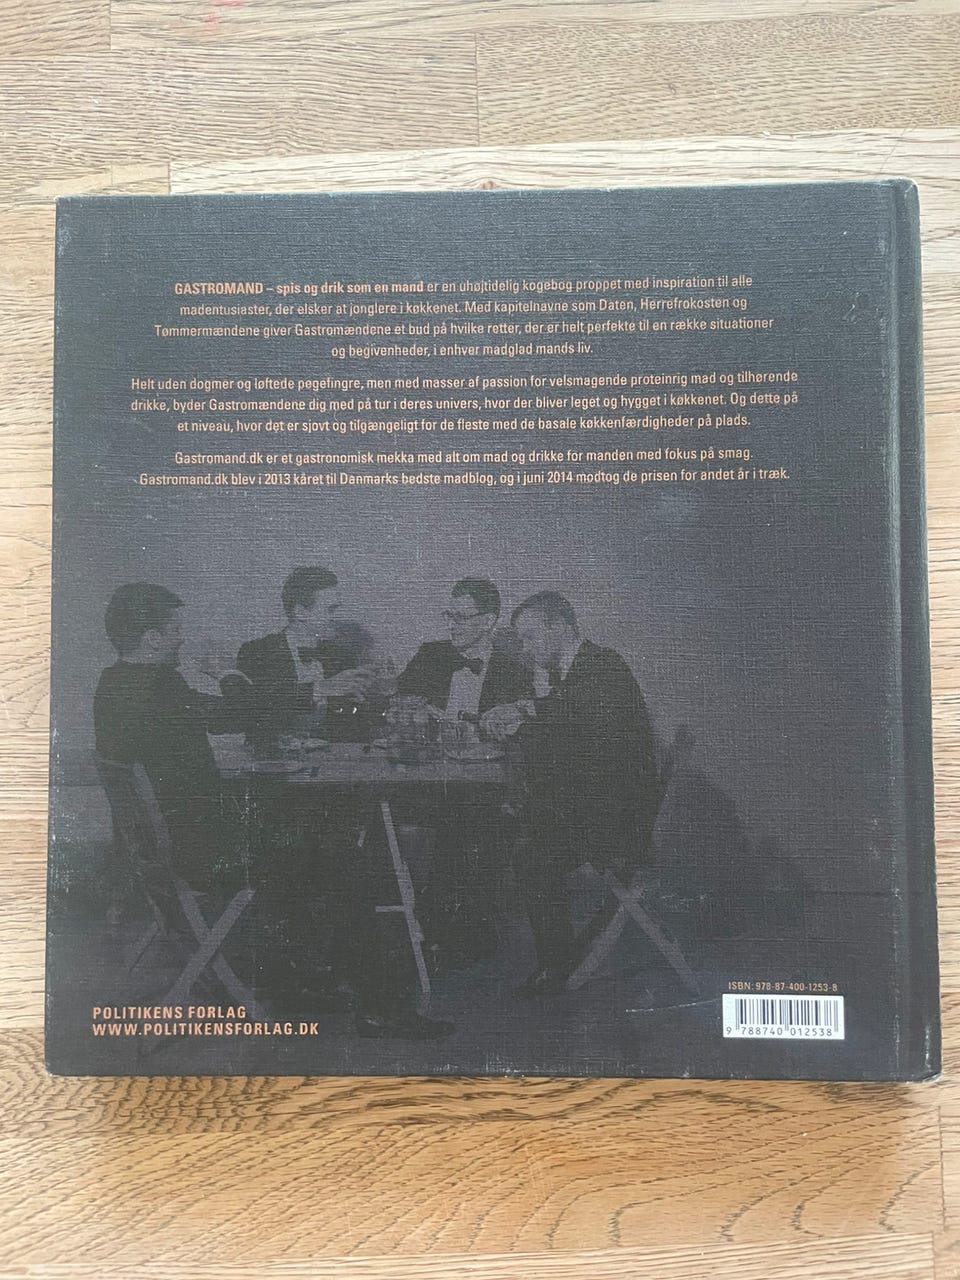 GASTROMAND – spis og drik som en mand er en uhøjtidelig kogebog proppet med inspiration til alle
madentusiaster, der elsker at jonglere i køkkenet. Med kapitelnavne som Daten, Herrefrokosten og
Tømmermændene giver Gastromændene et bud på hvilke retter, der er helt perfekte til en række situationer
og begivenheder, i enhver madglad mands liv.
Helt uden dogmer og løftede pegefingre, men med masser af passion for velsmagende proteinrig mad og tilhørende
drikke, byder Gastromændene dig med på tur i deres univers, hvor der bliver leget og hygget i køkkenet. Og dette på
et niveau, hvor det er sjovt og tilgængeligt for de fleste med de basale køkkenfærdigheder på plads.
Gastromand.dk er et gastronomisk mekka med alt om mad og drikke for manden med fokus på smag.
Gastromand.dk blev i 2013 kåret til Danmarks bedste madblog, og i juni 2014 modtog de prisen for andet år i træk.
POLITIKENS FORLAG
WWW.POLITIKENSFORLAG.DK
ISBN: 978-87-400-1253-8
9 788740 012538